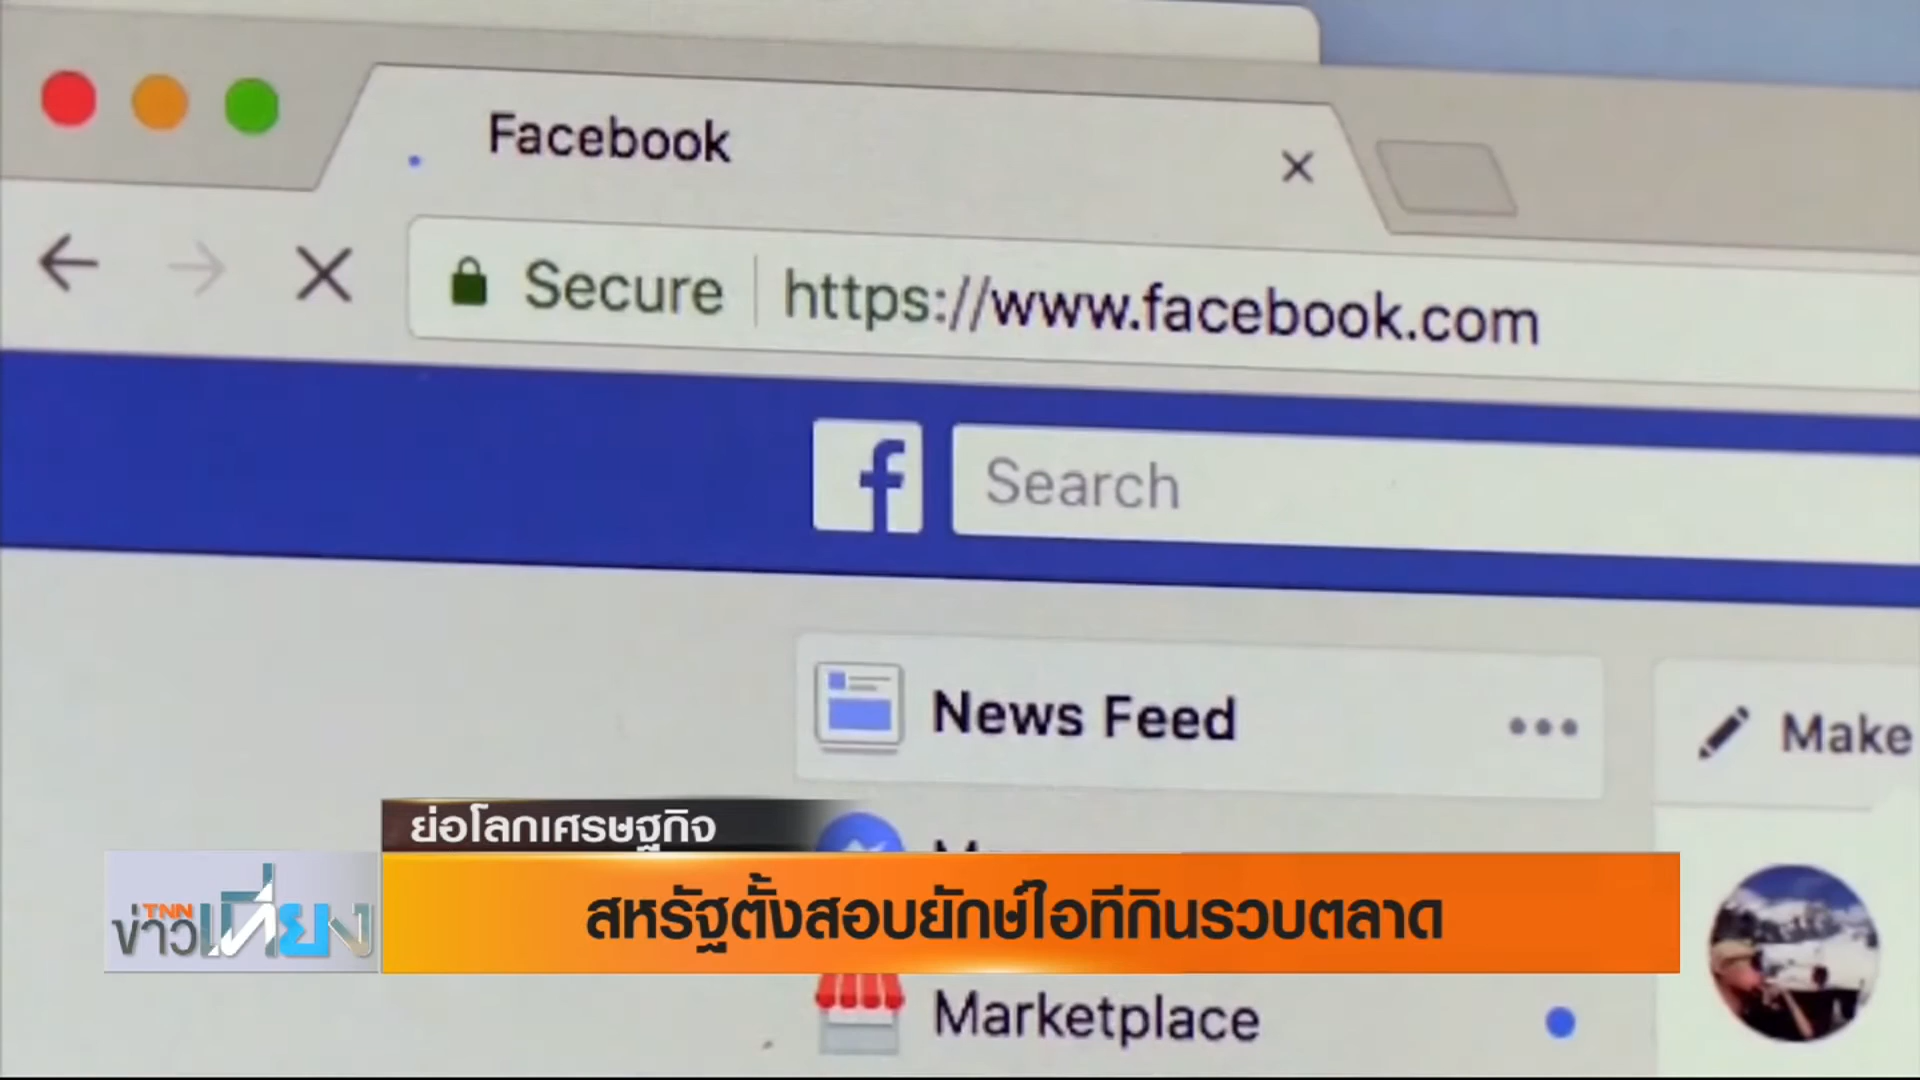 Facebook
Secure https://www.facebook.com
f Search
News Feed
Make
Marketplace
ย่อโลกเศรษฐกิจ
TNN
ข่าวเที่ยง
สหรัฐตั้งสอบยักษ์ไอทีกินรวบตลาด